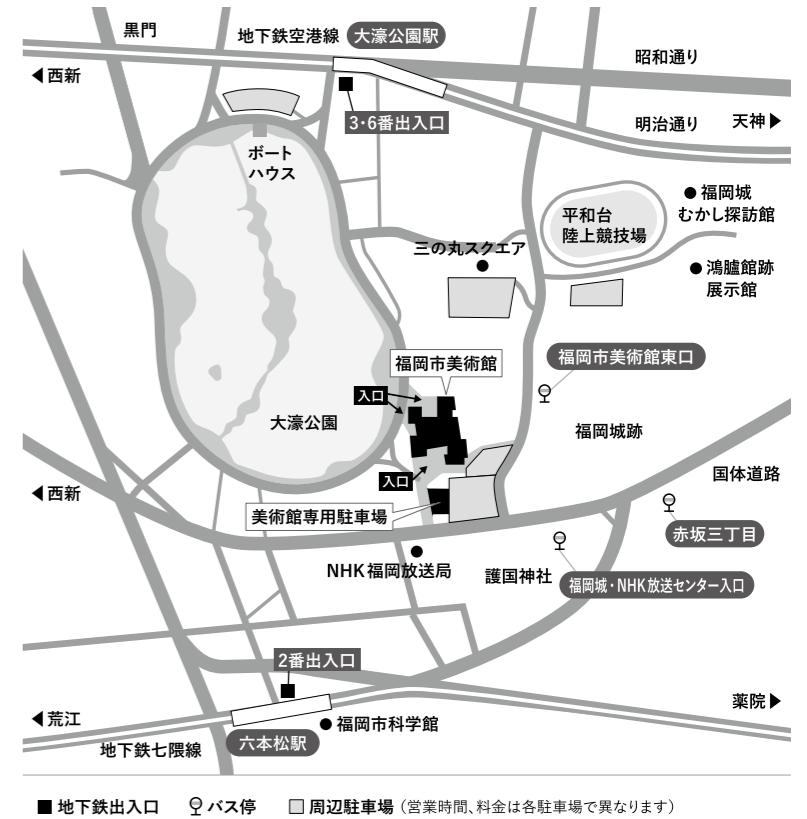 黒門
地下鉄空港線 大濠公園駅
昭和通り
◀西新
3・6番出入口
明治通り 天神▶
ボート
ハウス
平和台
陸上競技場
●福岡城
むかし探訪館
三の丸スクエア
●鴻臚館跡
展示館
福岡市美術館
福岡市美術館東口
入口
大濠公園
福岡城跡
入口
国体道路
◀西新
美術館専用駐車場
赤坂三丁目
NHK福岡放送局
護国神社
福岡城・NHK放送センター入口
2番出入口
薬院▶
◀荒江
●福岡市科学館
地下鉄七隈線
六本松駅
■ 地下鉄出入口 バス停 □ 周辺駐車場（営業時間、料金は各駐車場で異なります）